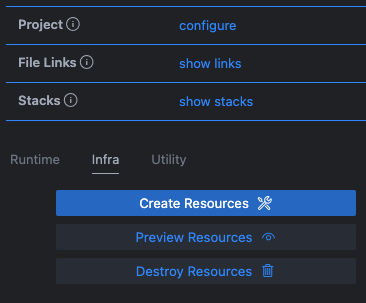 Project configure
File Links show links
Stacks show stacks
Runtime Infra Utility
Create Resources
Preview Resources
Destroy Resources